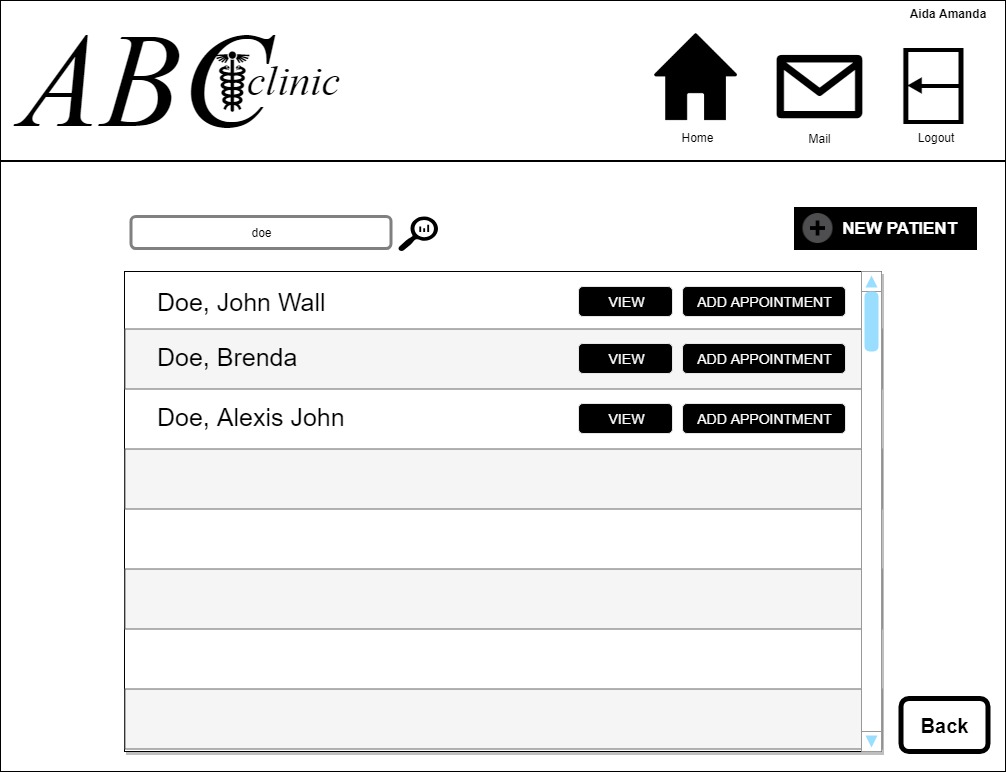 Aida Amanda
ABC clinic
Home
Mail
Logout
doe
NEW PATIENT
Doe, John Wall
VIEW
ADD APPOINTMENT
Doe, Brenda
VIEW
ADD APPOINTMENT
Doe, Alexis John
VIEW
ADD APPOINTMENT
Back